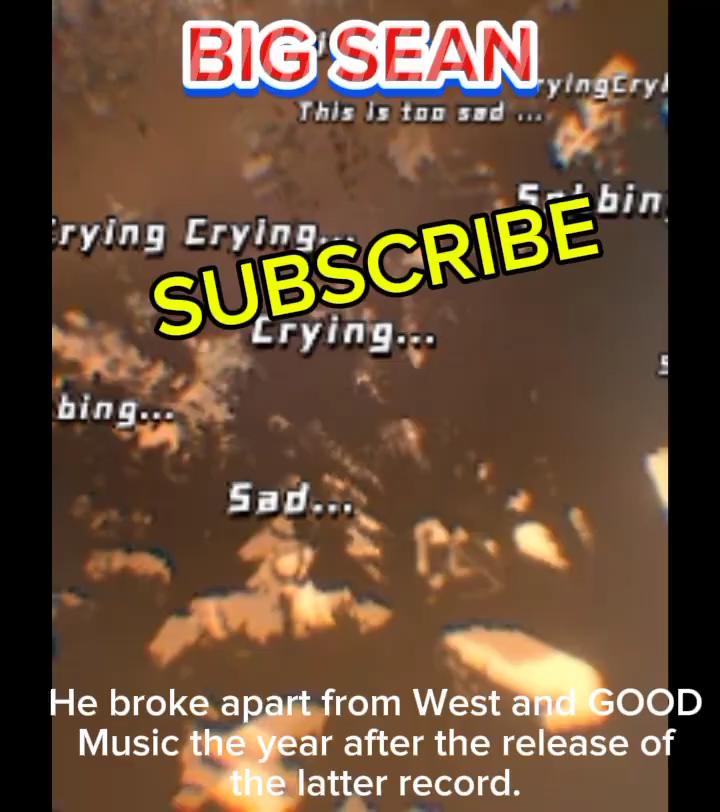 BIG SEAN
ryingCry
This is too sad ...
Crying Crying...
SUBSCRIBE
Crying...
bing...
Sad...
He broke apart from West and GOOD
Music the year after the release of
the latter record.